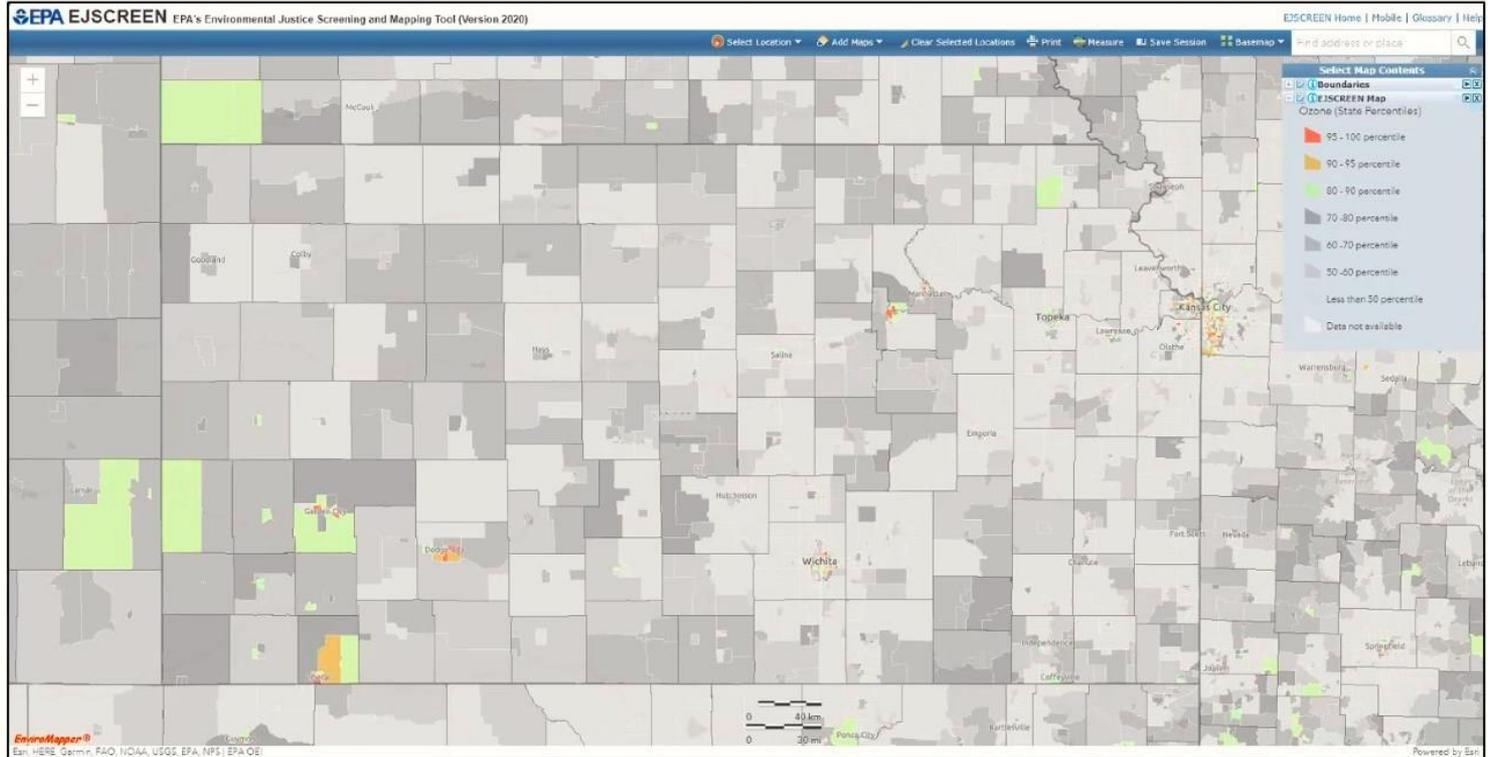 EPA EJSCREEN EPA's Environmental Justice Screening and Mapping Tool (Version 2020)
EJSCREEN Home | Mobile | Glossary | Help
Select Location Add Maps Clear Selected Locations Print Measure Save Session Basemap Find address or place
Select Map Contents
Boundaries
EJSCREEN Map
Ozone (State Percentiles)
95 - 100 percentile
90 - 95 percentile
80 - 90 percentile
70 -80 percentile
60 -70 percentile
50 -60 percentile
Less than 50 percentile
Data not available
McCook
Goodland
Colby
Leavenworth
Manhattan
Kansas City
Topeka
Lawrence
Olathe
Hays
Salina
Warrensburg
Sedalia
Emporia
Lamar
Hutchinson
Garden City
Dodge City
Wichita
Fort Scott
Nevada
Chanute
Independence
Coffeyville
Joplin
Springfield
Guymon
Ponca City
Bartlesville
0 40 km
0 20 mi
EnviroMapper®
Esri, HERE, Garmin, FAO, NOAA, USGS, EPA, NPS | EPA OEI
Powered by Esri